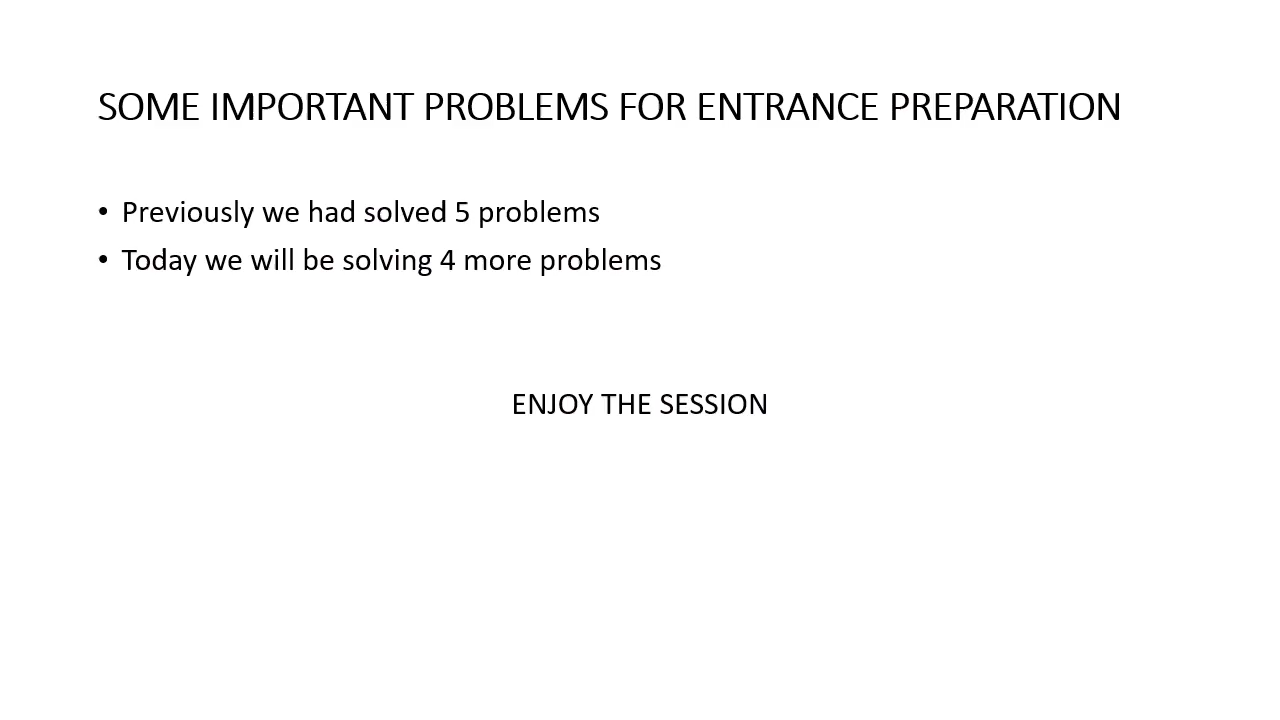 SOME IMPORTANT PROBLEMS FOR ENTRANCE PREPARATION
• Previously we had solved 5 problems
• Today we will be solving 4 more problems
ENJOY THE SESSION